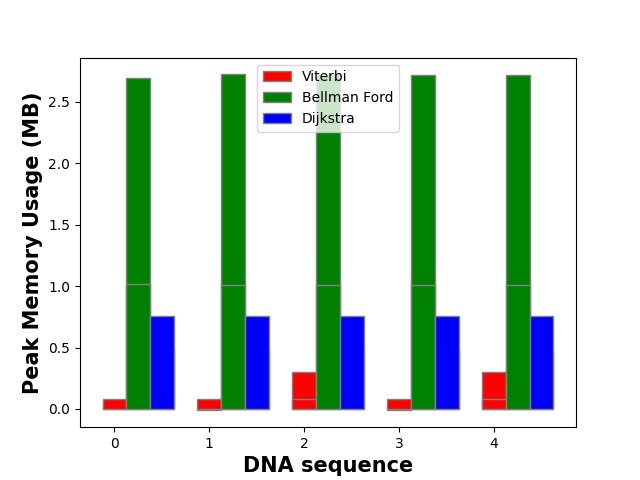 Viterbi
Bellman Ford
Dijkstra
Peak Memory Usage (MB)
2.5
2.0
1.5
1.0
0.5
0.0
0 1 2 3 4
DNA sequence